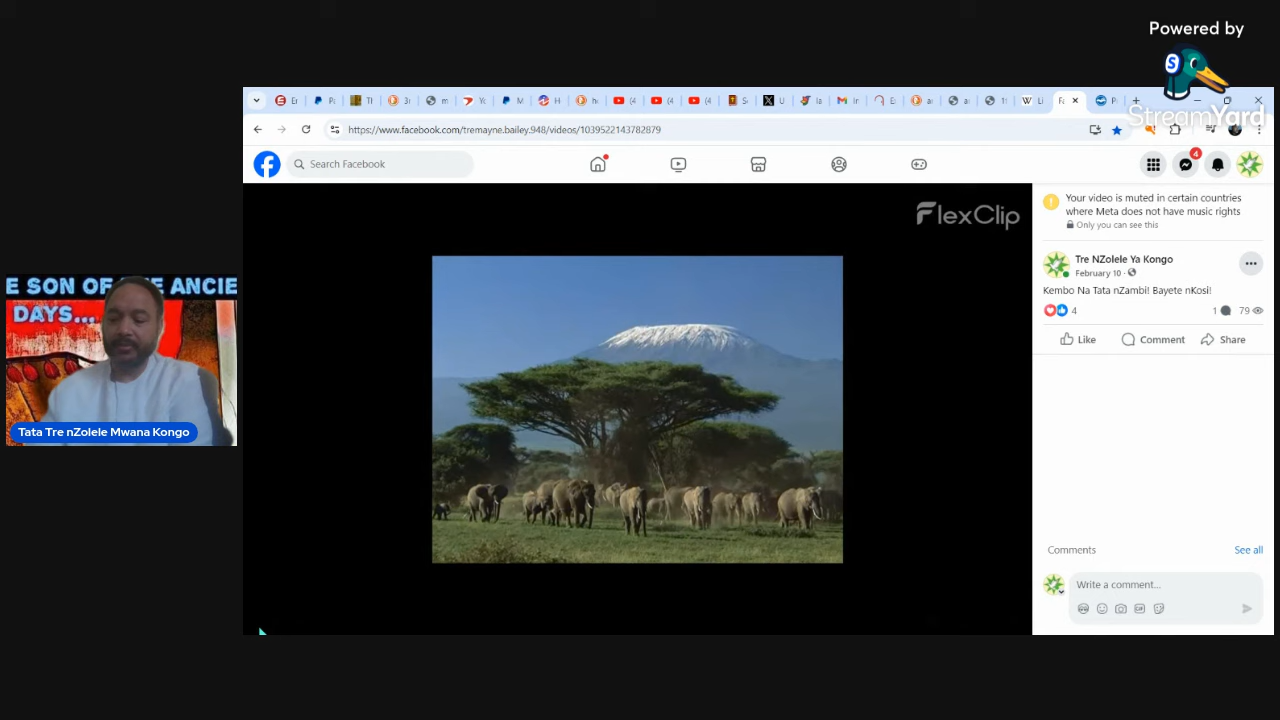 Powered by
StreamYard
https://www.facebook.com/tremayne.bailey.948/videos/1039522143782879
Search Facebook
4
FlexClip
Your video is muted in certain countries
where Meta does not have music rights
Only you can see this
Tre NZolele Ya Kongo
February 10 ·
Kembo Na Tata nZambi! Bayete nKosi!
4 1 79
Like Comment Share
E SON OF THE ANCIE
DAYS...
Tata Tre nZolele Mwana Kongo
Comments See all
Write a comment...